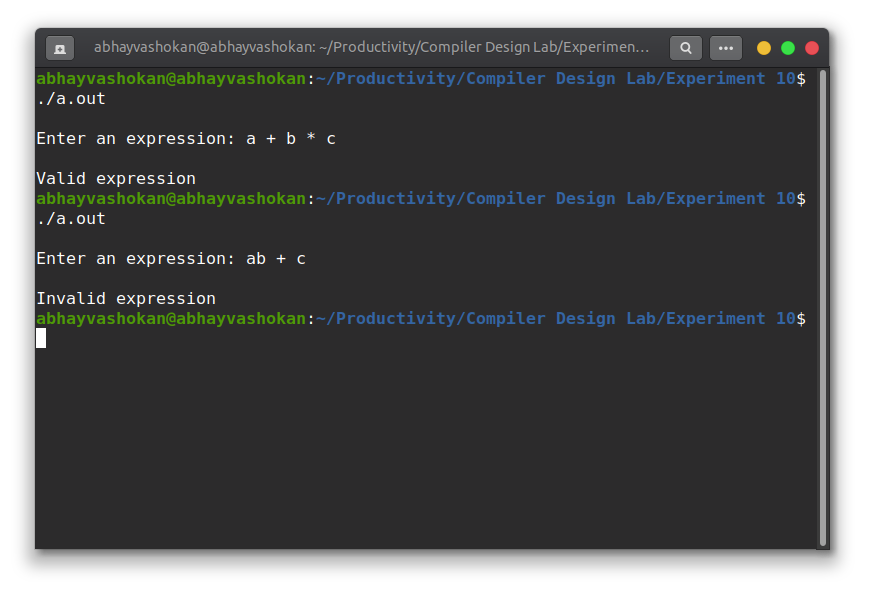 abhayvashokan@abhayvashokan: ~/Productivity/Compiler Design Lab/Experimen...
abhayvashokan@abhayvashokan:~/Productivity/Compiler Design Lab/Experiment 10$
./a.out
Enter an expression: a + b * c
Valid expression
abhayvashokan@abhayvashokan:~/Productivity/Compiler Design Lab/Experiment 10$
./a.out
Enter an expression: ab + c
Invalid expression
abhayvashokan@abhayvashokan:~/Productivity/Compiler Design Lab/Experiment 10$